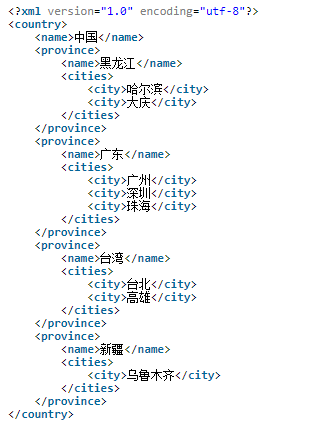 <?xml version="1.0" encoding="utf-8"?>
<country>
    <name>中国</name>
    <province>
        <name>黑龙江</name>
        <cities>
            <city>哈尔滨</city>
            <city>大庆</city>
        </cities>
    </province>
    <province>
        <name>广东</name>
        <cities>
            <city>广州</city>
            <city>深圳</city>
            <city>珠海</city>
        </cities>
    </province>
    <province>
        <name>台湾</name>
        <cities>
            <city>台北</city>
            <city>高雄</city>
        </cities>
    </province>
    <province>
        <name>新疆</name>
        <cities>
            <city>乌鲁木齐</city>
        </cities>
    </province>
</country>